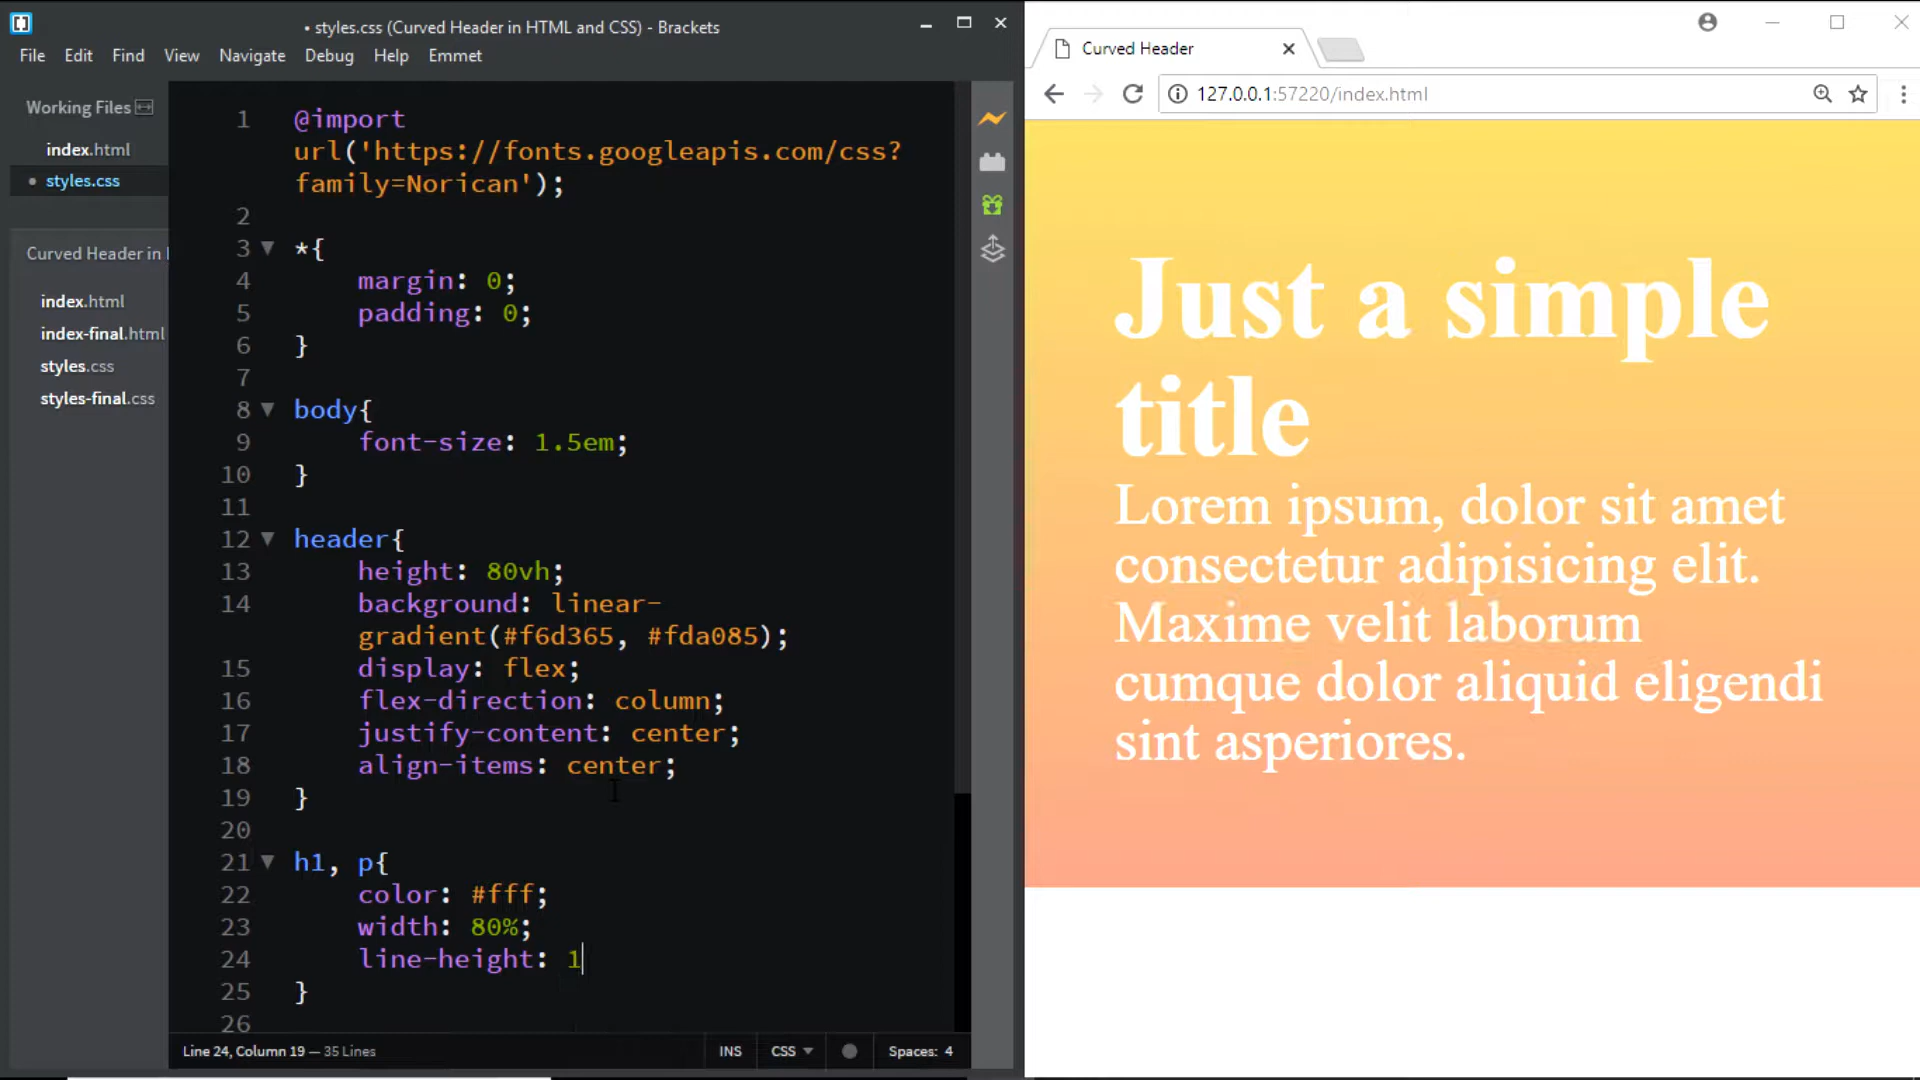 • styles.css (Curved Header in HTML and CSS) - Brackets
File Edit Find View Navigate Debug Help Emmet
Working Files
index.html
• styles.css
Curved Header in
index.html
index-final.html
styles.css
styles-final.css
1 @import
url('https://fonts.googleapis.com/css?
family=Norican');
2
3 *{
4 margin: 0;
5 padding: 0;
6 }
7
8 body{
9 font-size: 1.5em;
10 }
11
12 header{
13 height: 80vh;
14 background: linear-
gradient(#f6d365, #fda085);
15 display: flex;
16 flex-direction: column;
17 justify-content: center;
18 align-items: center;
19 }
20
21 h1, p{
22 color: #fff;
23 width: 80%;
24 line-height: 1
25 }
26
Line 24, Column 19 — 35 Lines
INS CSS Spaces: 4
Curved Header
127.0.0.1:57220/index.html
Just a simple
title
Lorem ipsum, dolor sit amet
consectetur adipisicing elit.
Maxime velit laborum
cumque dolor aliquid eligendi
sint asperiores.